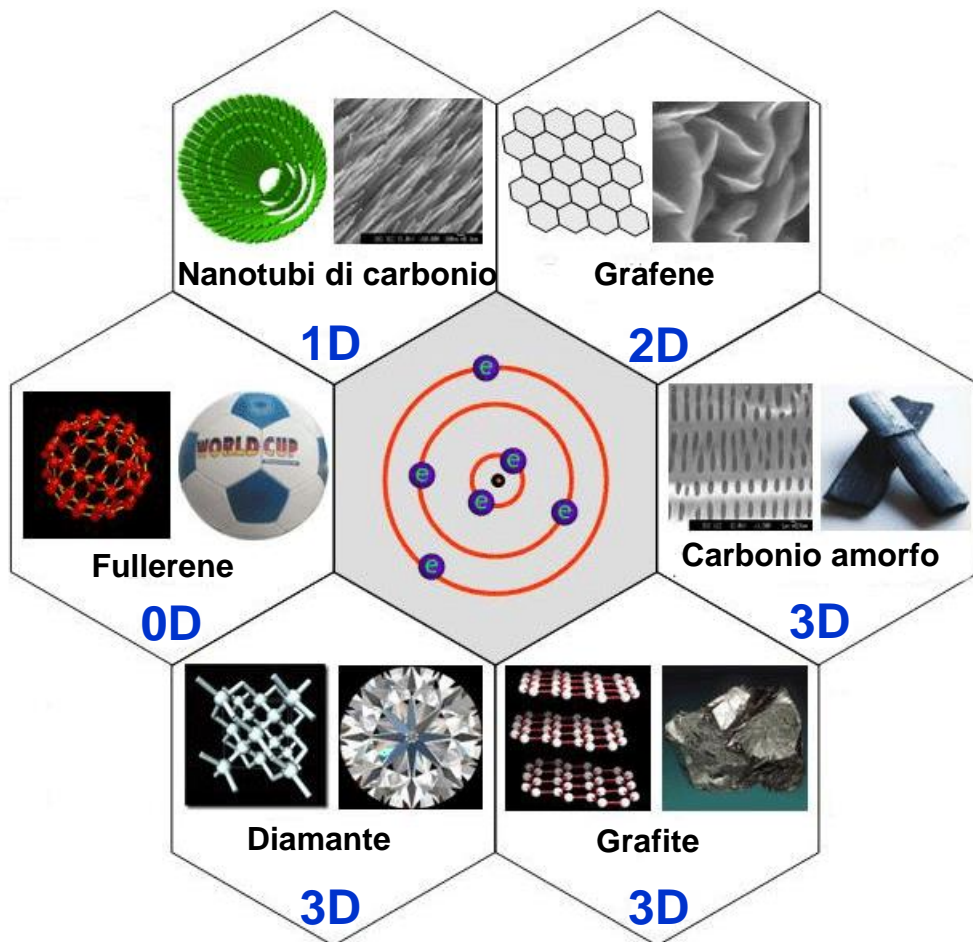 Nanotubi di carbonio
1D
Grafene
2D
WORLD CUP
Fullerene
0D
e
e
e
e
e
e
Carbonio amorfo
3D
Diamante
3D
Grafite
3D